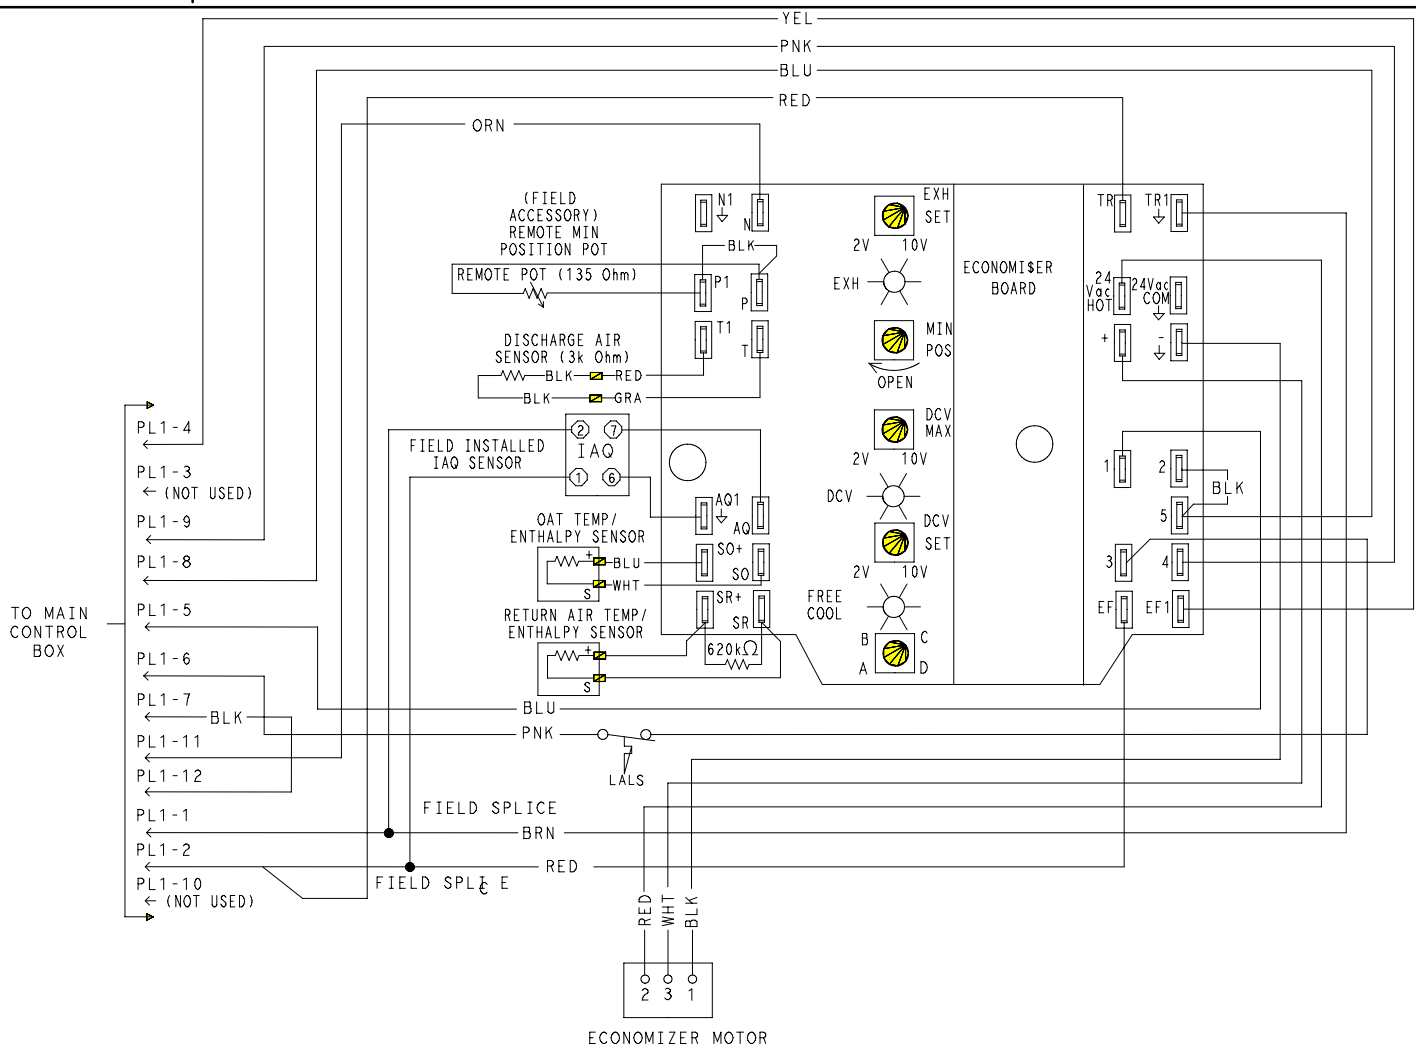 YEL
PNK
BLU
RED
ORN
(FIELD
ACCESSORY)
REMOTE MIN
POSITION POT
REMOTE POT (135 Ohm)
N1
N
BLK
P1
P
T1
T
DISCHARGE AIR
SENSOR (3k Ohm)
BLK
RED
BLK
GRA
FIELD INSTALLED
IAQ SENSOR
2
7
IAQ
1
6
AQ1
AQ
OAT TEMP/
ENTHALPY SENSOR
+
BLU
S
WHT
SO+
SO
RETURN AIR TEMP/
ENTHALPY SENSOR
+
S
SR+
SR
620kΩ
EXH
SET
2V 10V
EXH
MIN
POS
OPEN
DCV
MAX
2V 10V
DCV
DCV
SET
2V 10V
FREE
COOL
B
C
A
D
ECONOMI$ER
BOARD
TR
TR1
24
Vac
HOT
24Vac
COM
+
-
1
2
BLK
5
3
4
EF
EF1
TO MAIN
CONTROL
BOX
PL1-4
PL1-3
(NOT USED)
PL1-9
PL1-8
PL1-5
PL1-6
PL1-7
BLK
PL1-11
PL1-12
PL1-1
PL1-2
PL1-10
(NOT USED)
BLU
PNK
LALS
FIELD SPLICE
BRN
RED
FIELD SPLICE
RED
WHT
BLK
2 3 1
ECONOMIZER MOTOR